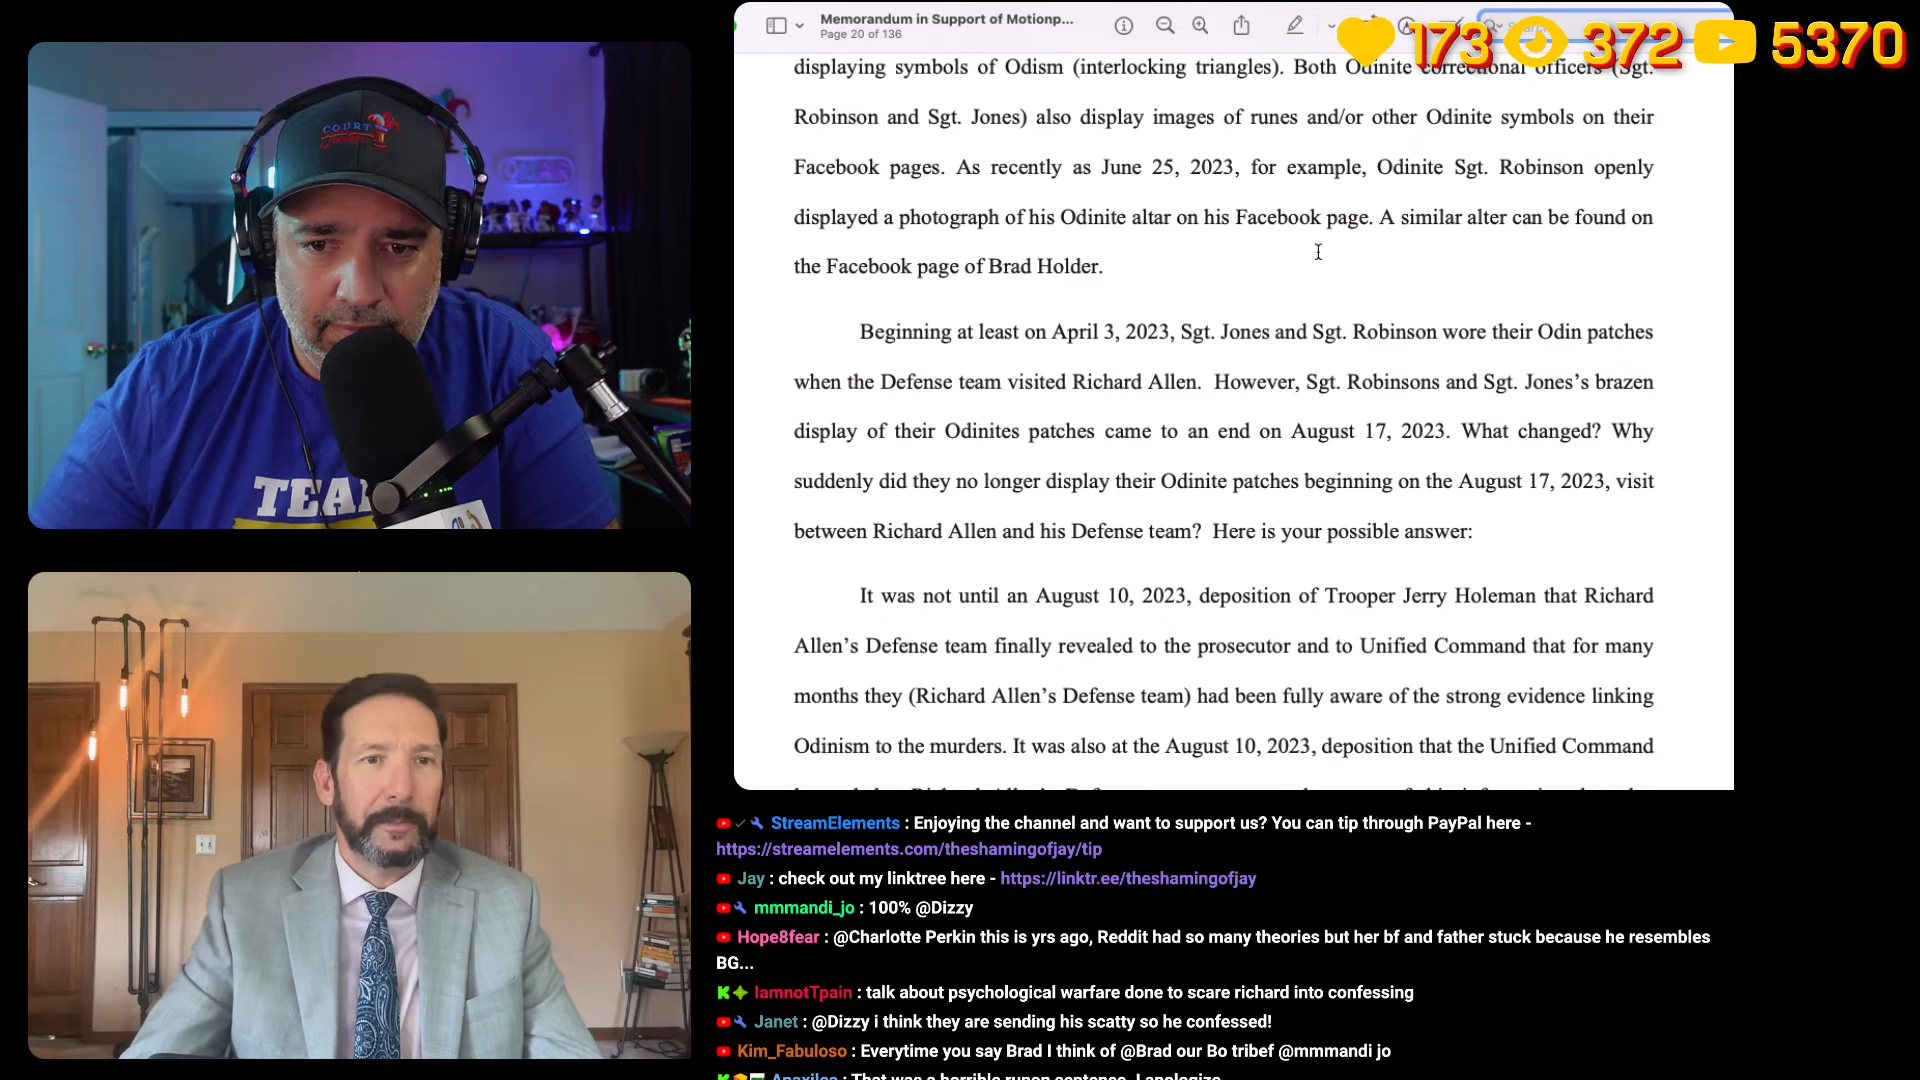 Memorandum in Support of Motionp...
Page 20 of 136
173 372 5370
displaying symbols of Odism (interlocking triangles). Both Odinite correctional officers (Sgt.
Robinson and Sgt. Jones) also display images of runes and/or other Odinite symbols on their
Facebook pages. As recently as June 25, 2023, for example, Odinite Sgt. Robinson openly
displayed a photograph of his Odinite altar on his Facebook page. A similar alter can be found on
the Facebook page of Brad Holder.
Beginning at least on April 3, 2023, Sgt. Jones and Sgt. Robinson wore their Odin patches
when the Defense team visited Richard Allen. However, Sgt. Robinsons and Sgt. Jones’s brazen
display of their Odinites patches came to an end on August 17, 2023. What changed? Why
suddenly did they no longer display their Odinite patches beginning on the August 17, 2023, visit
between Richard Allen and his Defense team? Here is your possible answer:
It was not until an August 10, 2023, deposition of Trooper Jerry Holeman that Richard
Allen’s Defense team finally revealed to the prosecutor and to Unified Command that for many
months they (Richard Allen’s Defense team) had been fully aware of the strong evidence linking
Odinism to the murders. It was also at the August 10, 2023, deposition that the Unified Command
COURT
TEA
StreamElements : Enjoying the channel and want to support us? You can tip through PayPal here -
https://streamelements.com/theshamingofjay/tip
Jay : check out my linktree here - https://linktr.ee/theshamingofjay
mmmandi_jo : 100% @Dizzy
Hope8fear : @Charlotte Perkin this is yrs ago, Reddit had so many theories but her bf and father stuck because he resembles
BG...
IamnotTpain : talk about psychological warfare done to scare richard into confessing
Janet : @Dizzy i think they are sending his scatty so he confessed!
Kim_Fabuloso : Everytime you say Brad I think of @Brad our Bo tribef @mmmandi jo
: That was a horrible runon sentence. I apologize